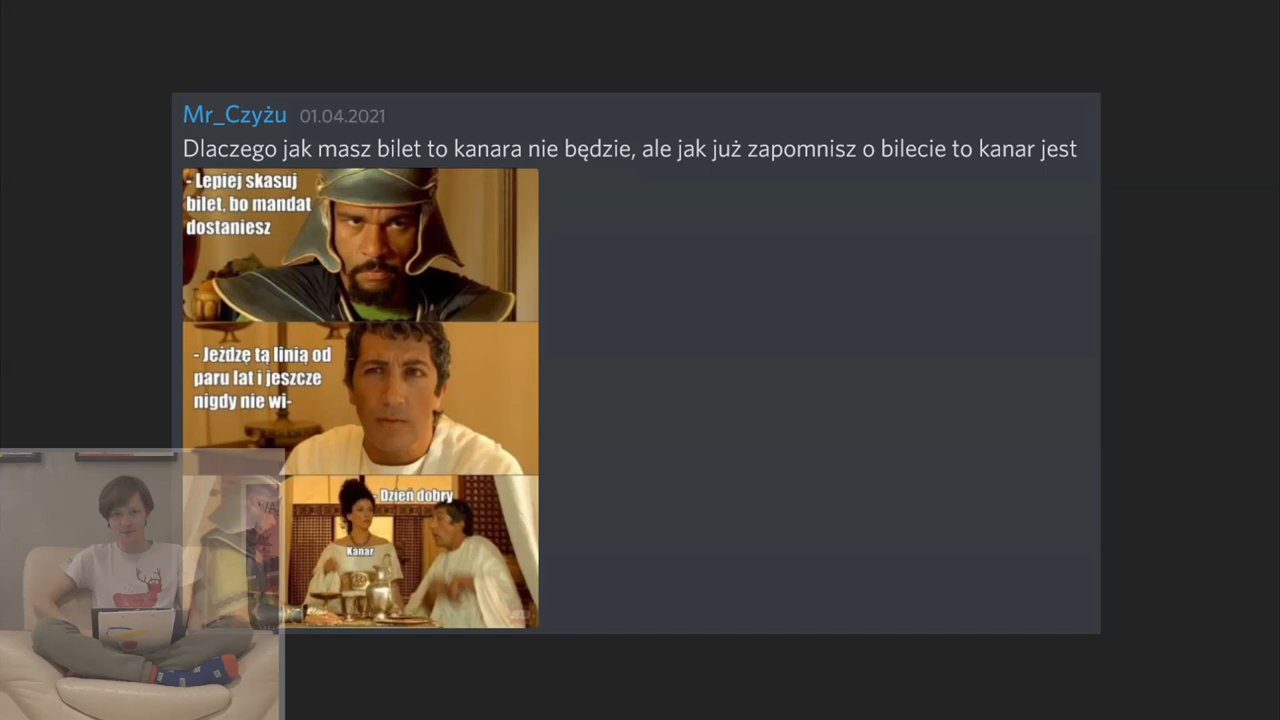 Mr_Czyżu 01.04.2021
Dlaczego jak masz bilet to kanara nie będzie, ale jak już zapomnisz o bilecie to kanar jest
- Lepiej skasuj
bilet, bo mandat
dostaniesz
- Jeżdzę tą linią od
paru lat i jeszcze
nigdy nie wi-
- Dzień dobry
Kanar